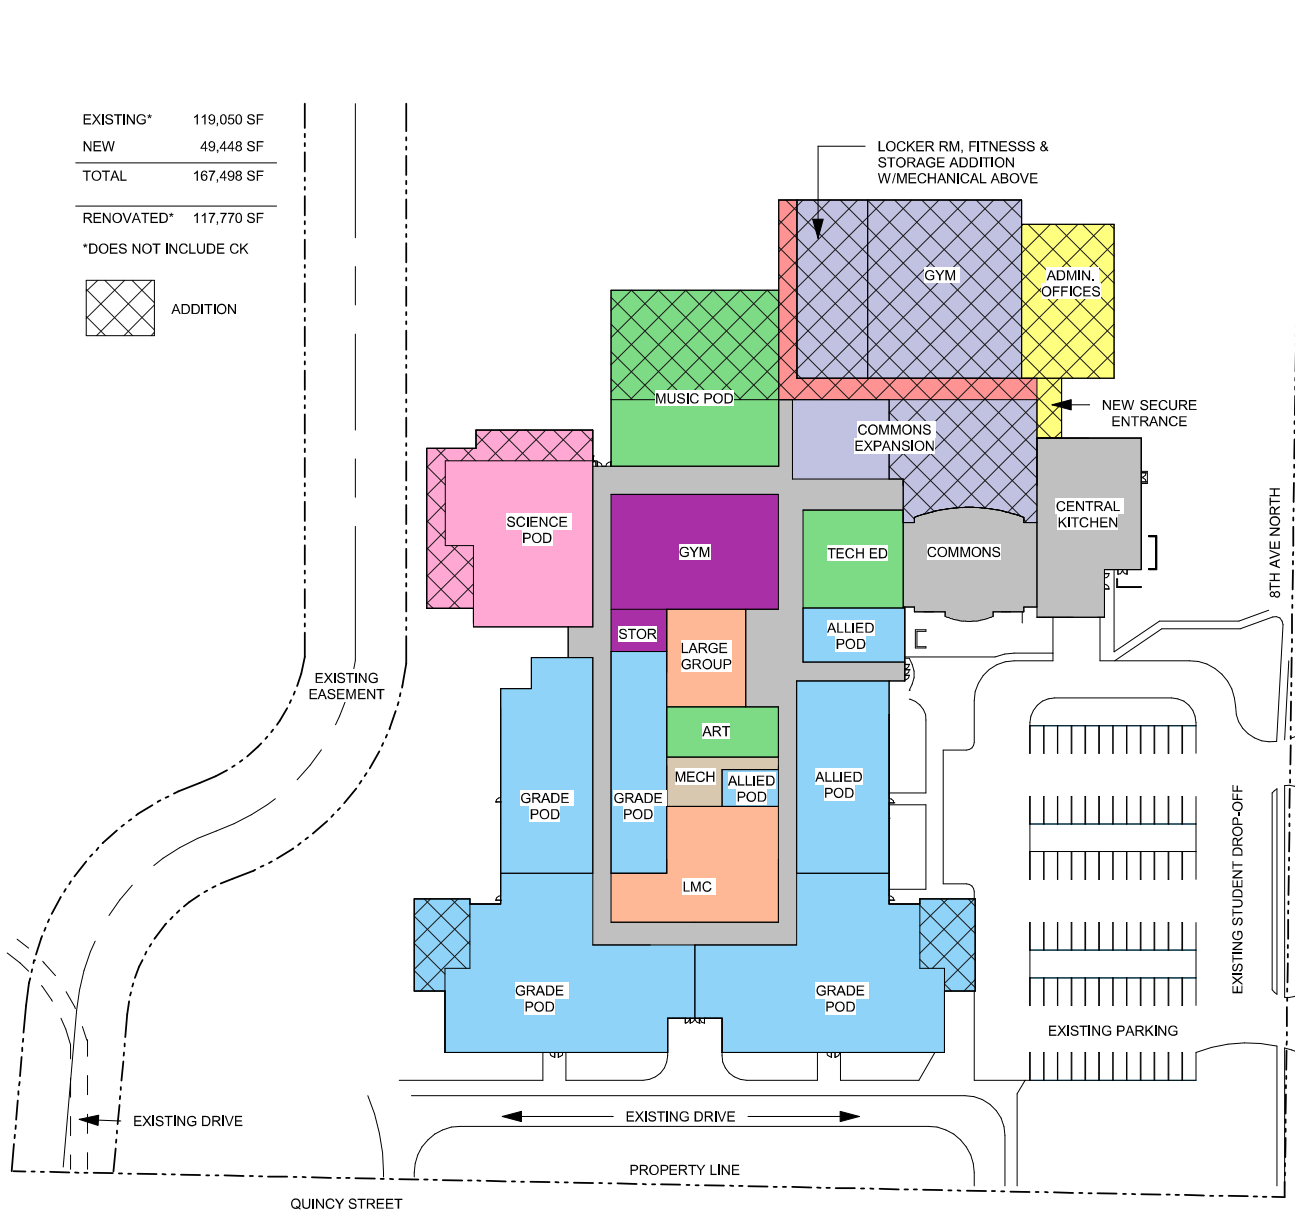 EXISTING* 119,050 SF
NEW 49,448 SF
TOTAL 167,498 SF
RENOVATED* 117,770 SF
*DOES NOT INCLUDE CK
ADDITION
LOCKER RM, FITNESSS &
STORAGE ADDITION
W/MECHANICAL ABOVE
GYM
ADMIN.
OFFICES
MUSIC POD
NEW SECURE
ENTRANCE
COMMONS
EXPANSION
SCIENCE
POD
CENTRAL
KITCHEN
GYM
TECH ED
COMMONS
8TH AVE NORTH
STOR
LARGE
GROUP
ALLIED
POD
EXISTING
EASEMENT
ART
MECH
ALLIED
POD
ALLIED
POD
GRADE
POD
GRADE
POD
LMC
EXISTING STUDENT DROP-OFF
GRADE
POD
GRADE
POD
EXISTING PARKING
EXISTING DRIVE
EXISTING DRIVE
PROPERTY LINE
QUINCY STREET